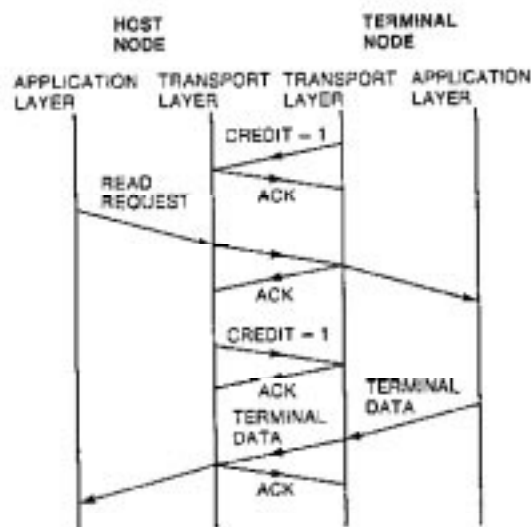 HOST
NODE
TERMINAL
NODE
APPLICATION
LAYER
TRANSPORT
LAYER
TRANSPORT
LAYER
APPLICATION
LAYER
CREDIT – 1
ACK
READ
REQUEST
ACK
CREDIT – 1
ACK
TERMINAL
DATA
TERMINAL
DATA
ACK